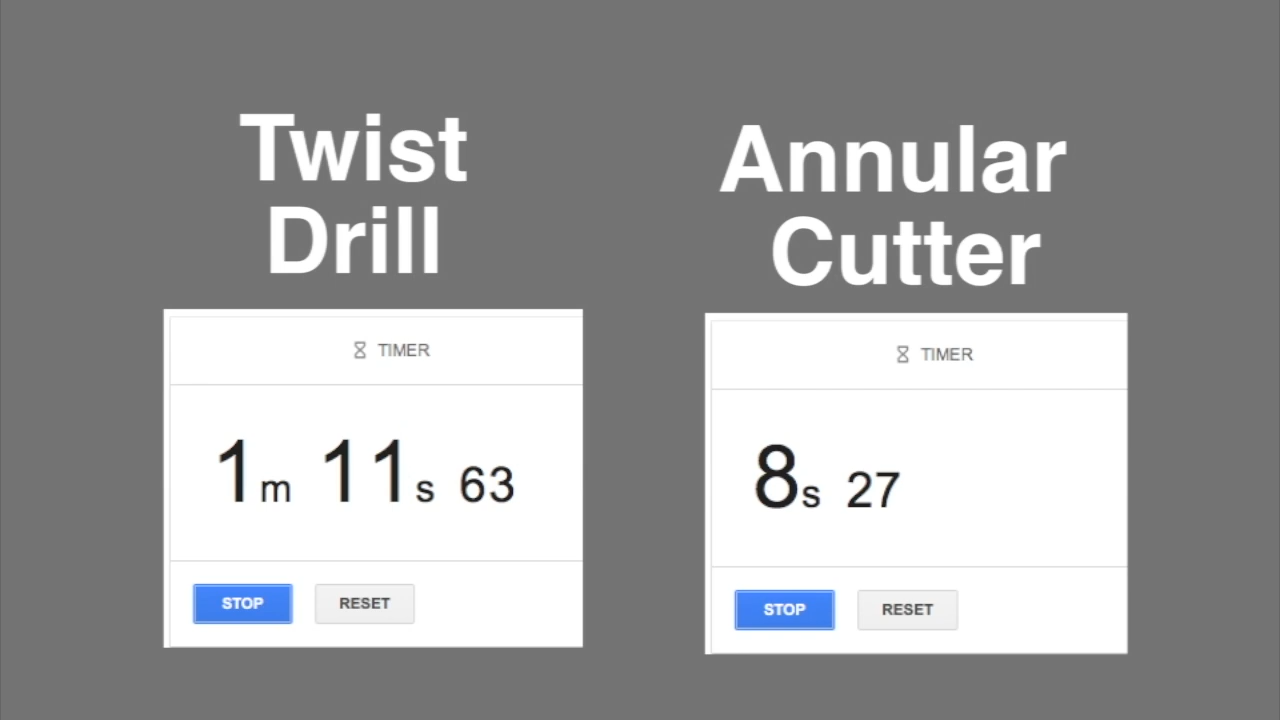 Twist
Drill
TIMER
1m 11s 63
STOP RESET
Annular
Cutter
TIMER
8s 27
STOP RESET